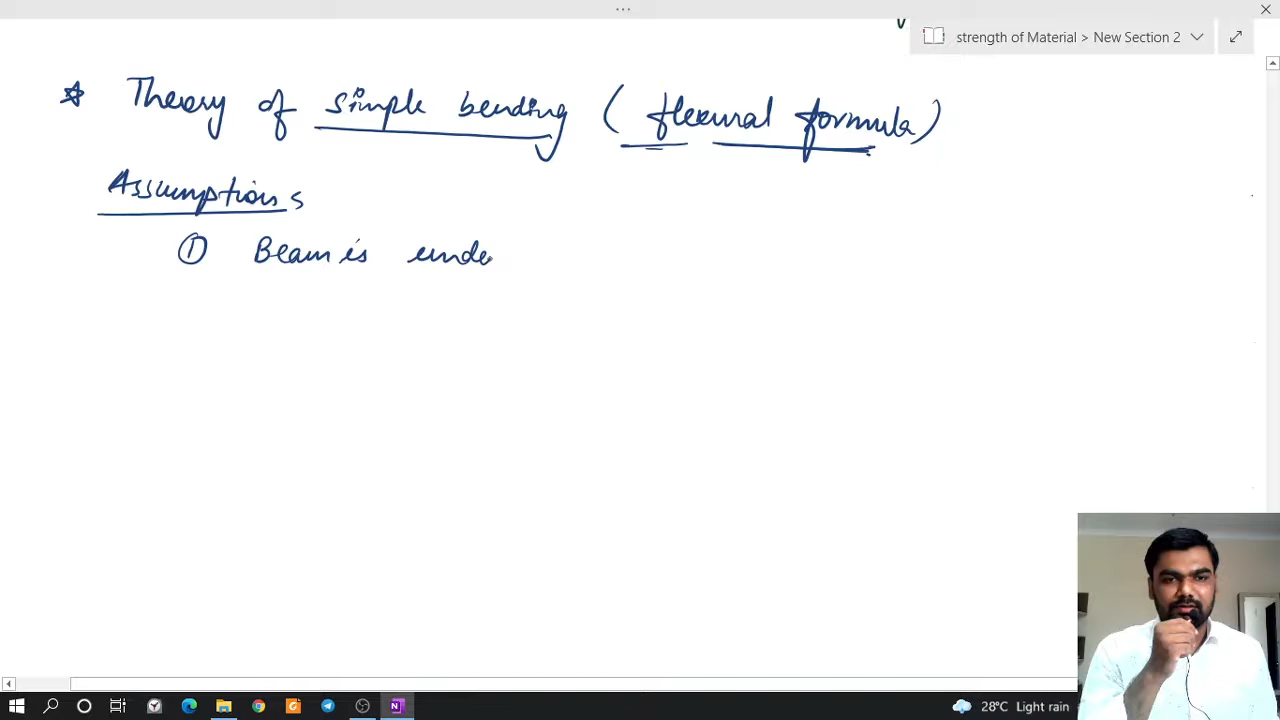 strength of Material > New Section 2
☆ Theory of simple bending (flexural formula)
Assumptions
① Beam is unde
28°C Light rain